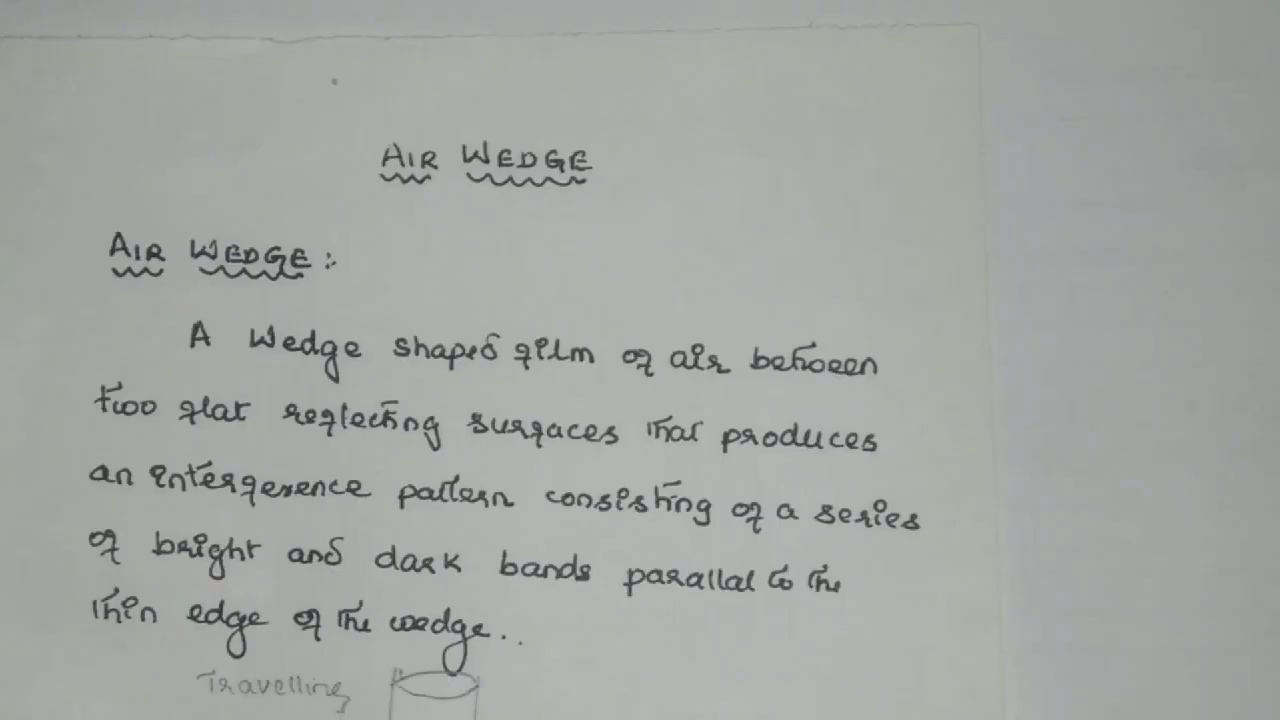 AIR WEDGE
AIR WEDGE :
A Wedge shaped film of air between
two flat reflecting surfaces that produces
an interference pattern consisting of a series
of bright and dark bands parallal to the
thin edge of the wedge..
Travelling